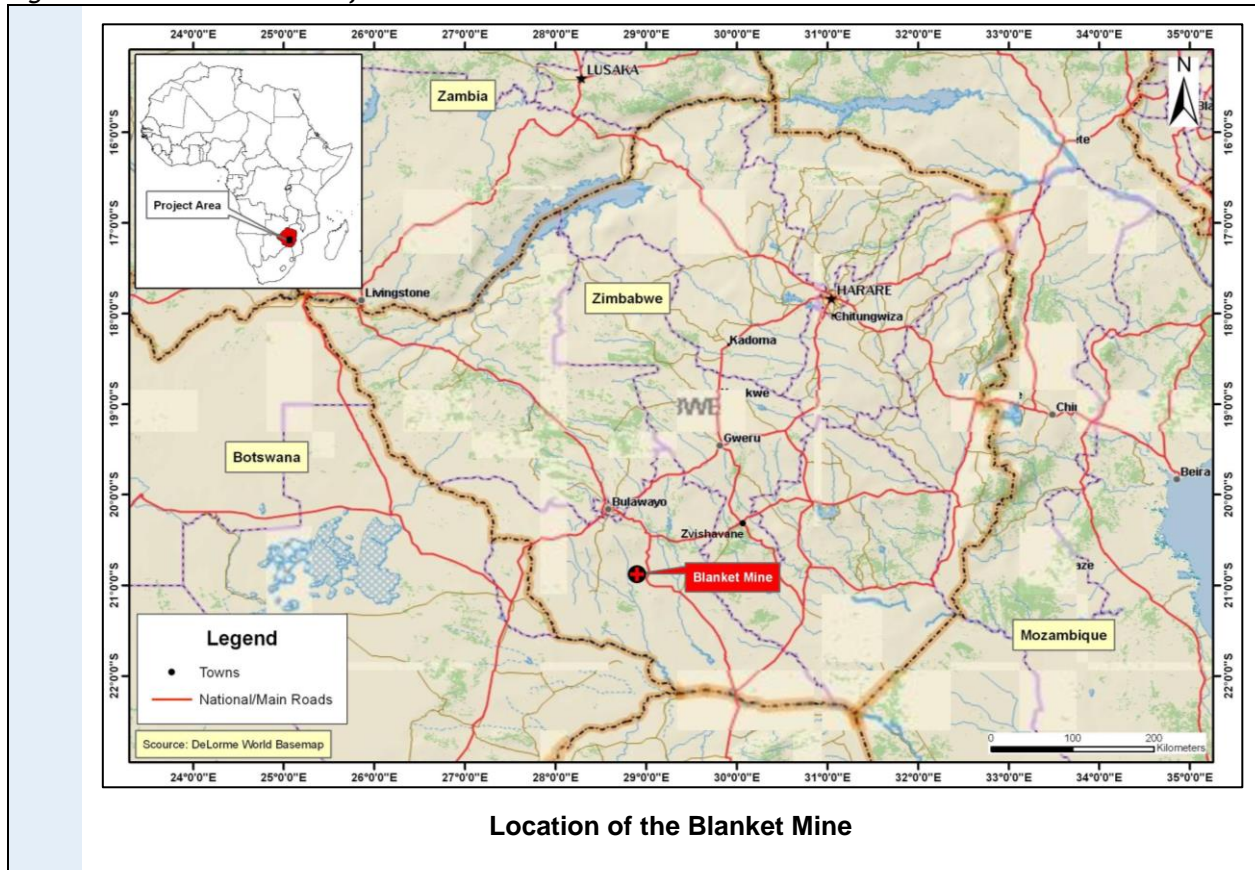 24°0'0"E 25°0'0"E 26°0'0"E 27°0'0"E 28°0'0"E 29°0'0"E 30°0'0"E 31°0'0"E 32°0'0"E 33°0'0"E 34°0'0"E 35°0'0"E
16°0'0"S
17°0'0"S
18°0'0"S
19°0'0"S
20°0'0"S
21°0'0"S
22°0'0"S
Project Area
LUSAKA
Zambia
N
Livingstone
Zimbabwe
HARARE
Chitungwiza
Kadoma
kwe
Gweru
Botswana
Bulawayo
Zvishavane
Beira
Blanket Mine
Mozambique
Legend
Towns
National/Main Roads
Scource: DeLorme World Basemap
0 100 200
Kilometers
16°0'0"S
17°0'0"S
18°0'0"S
19°0'0"S
20°0'0"S
21°0'0"S
22°0'0"S
24°0'0"E 25°0'0"E 26°0'0"E 27°0'0"E 28°0'0"E 29°0'0"E 30°0'0"E 31°0'0"E 32°0'0"E 33°0'0"E 34°0'0"E 35°0'0"E
Location of the Blanket Mine